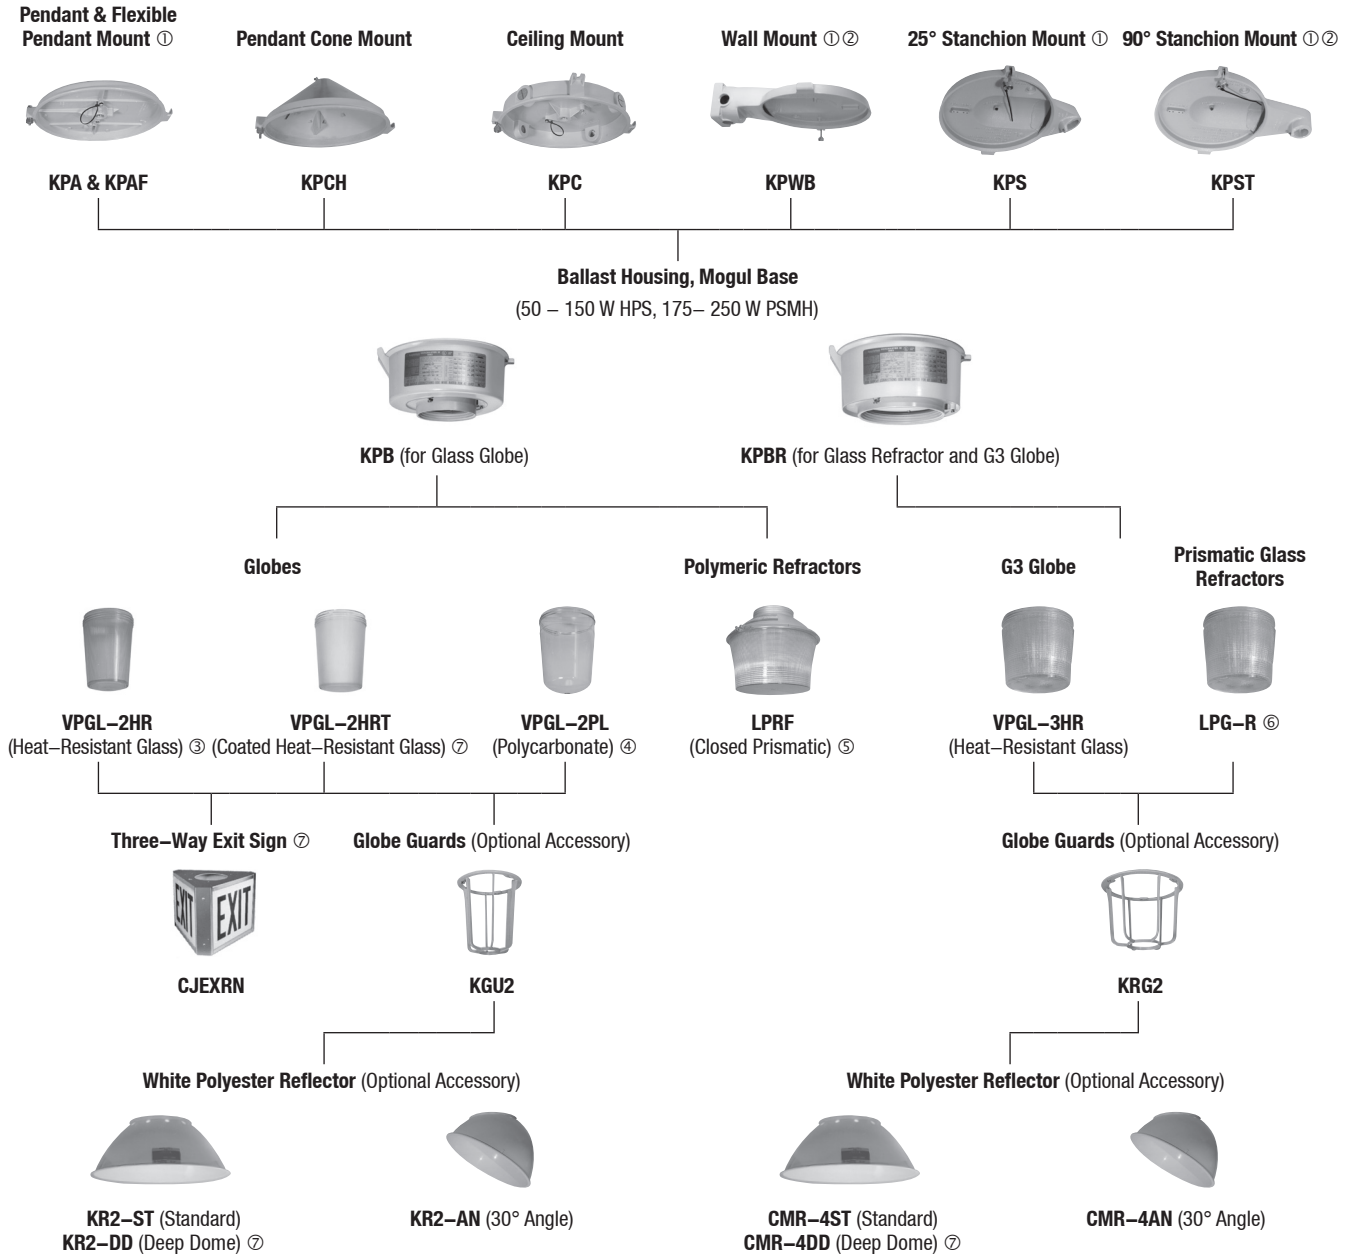 Pendant & Flexible
Pendant Mount ①
Pendant Cone Mount
Ceiling Mount
Wall Mount ①②
25° Stanchion Mount ①
90° Stanchion Mount ①②
KPA & KPAF
KPCH
KPC
KPWB
KPS
KPST
Ballast Housing, Mogul Base
(50 – 150 W HPS, 175– 250 W PSMH)
KPB (for Glass Globe)
KPBR (for Glass Refractor and G3 Globe)
Globes
Polymeric Refractors
G3 Globe
Prismatic Glass
Refractors
VPGL–2HR
(Heat–Resistant Glass) ③
VPGL–2HRT
(Coated Heat–Resistant Glass) ⑦
VPGL–2PL
(Polycarbonate) ④
LPRF
(Closed Prismatic) ⑤
VPGL–3HR
(Heat–Resistant Glass)
LPG-R ⑥
Three–Way Exit Sign ⑦
Globe Guards (Optional Accessory)
Globe Guards (Optional Accessory)
EXIT
EXIT
CJEXRN
KGU2
KRG2
White Polyester Reflector (Optional Accessory)
White Polyester Reflector (Optional Accessory)
KR2–ST (Standard)
KR2–DD (Deep Dome) ⑦
KR2–AN (30° Angle)
CMR–4ST (Standard)
CMR–4DD (Deep Dome) ⑦
CMR–4AN (30° Angle)